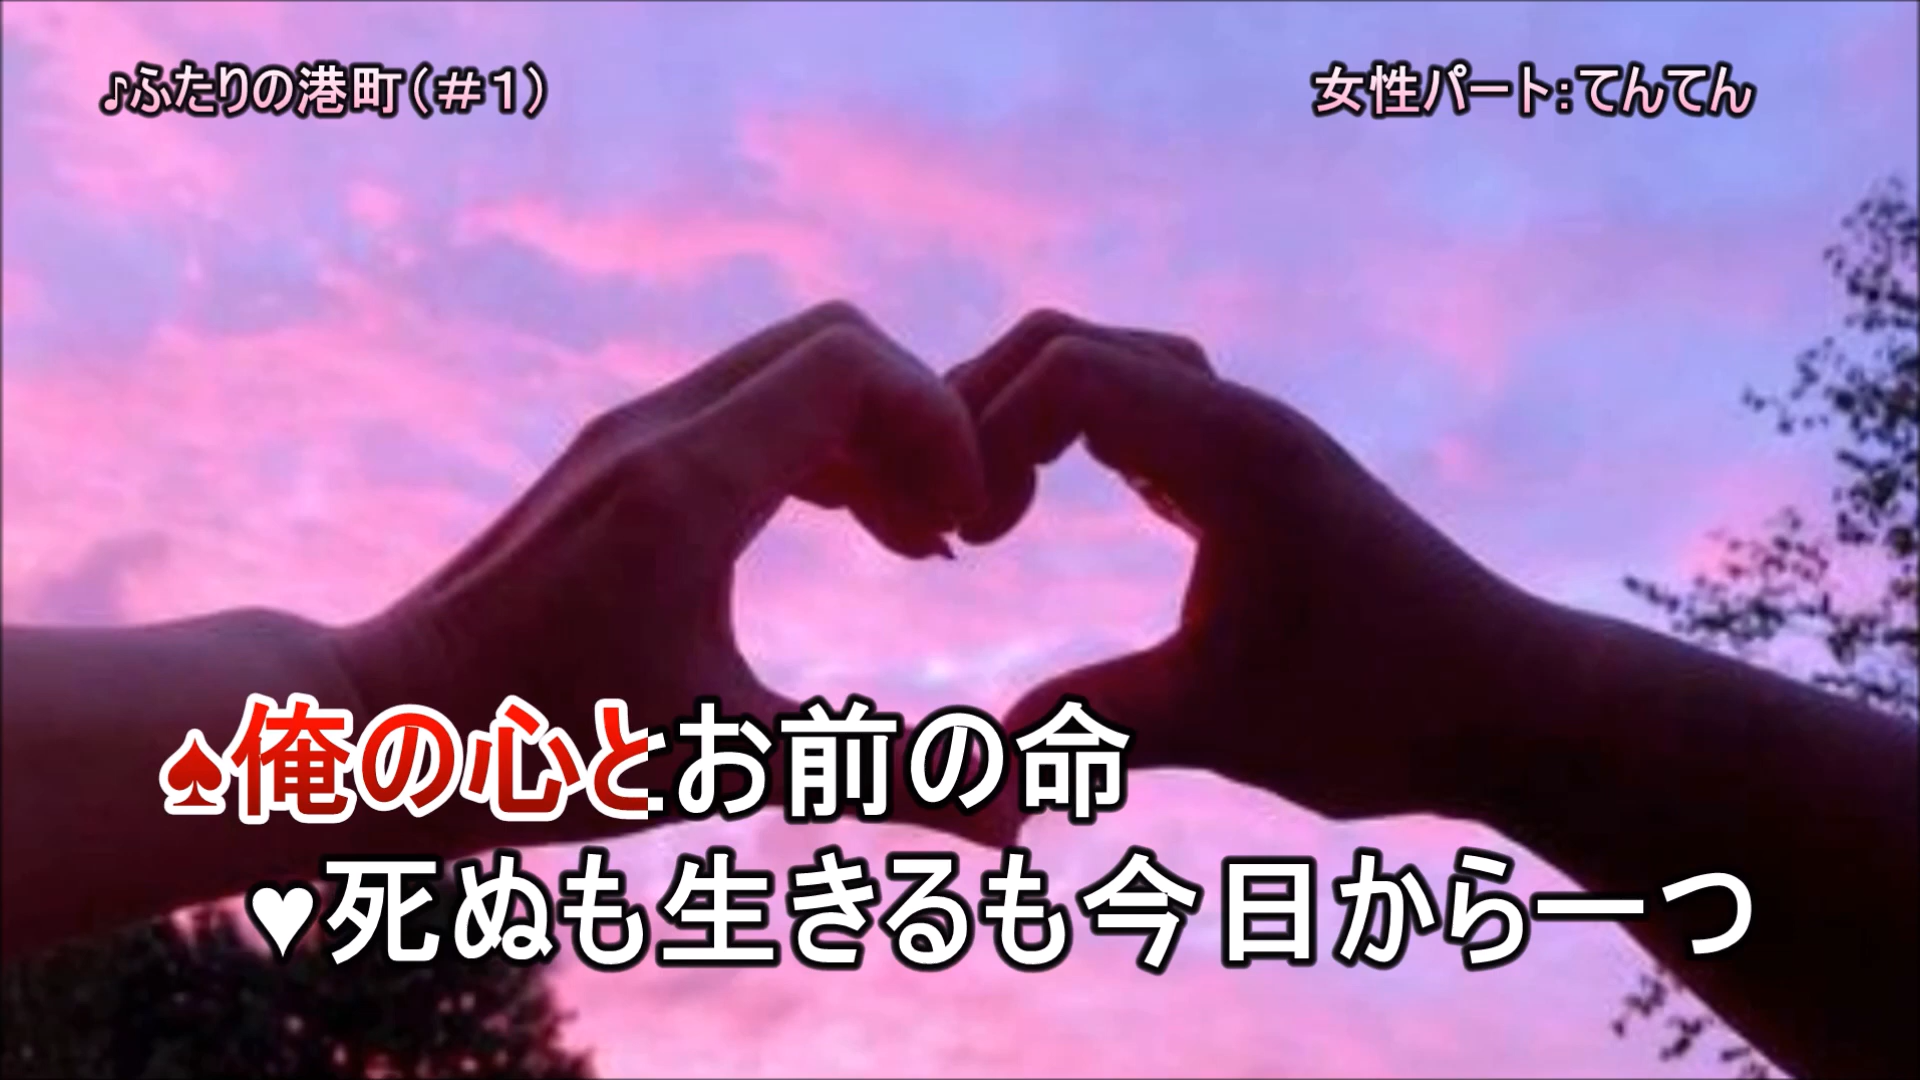 ♪ふたりの港町（＃１）
女性パート：てんてん
♠俺の心とお前の命
♥死ぬも生きるも今日から一つ